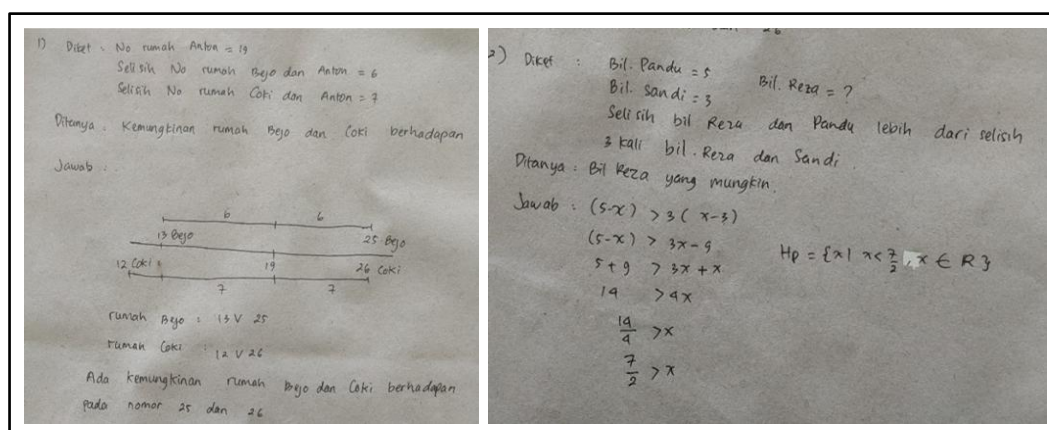 1) Diket : No rumah Anton = 19
Selisih No rumah Bejo dan Anton = 6
Selisih No rumah Coki dan Anton = 7
Ditanya : Kemungkinan rumah Bejo dan Coki berhadapan
Jawab :
6 6
13 Bejo 25 Bejo
12 Coki 19 26 Coki
7 7
rumah Bejo : 13 V 25
rumah Coki : 12 V 26
Ada kemungkinan rumah Bejo dan Coki berhadapan
pada nomor 25 dan 26
2) Diket : Bil. Pandu = 5 Bil. Reza = ?
Bil. Sandi = 3
Selisih bil Reza dan Pandu lebih dari selisih
3 kali bil. Reza dan Sandi
Ditanya : Bil Reza yang mungkin.
Jawab : (5-x) > 3(x-3)
(5-x) > 3x-9
5+9 > 3x+x
14 > 4x
14/4 > x
7/2 > x
Hp = {x| x< 7/2 , x ∈ R}